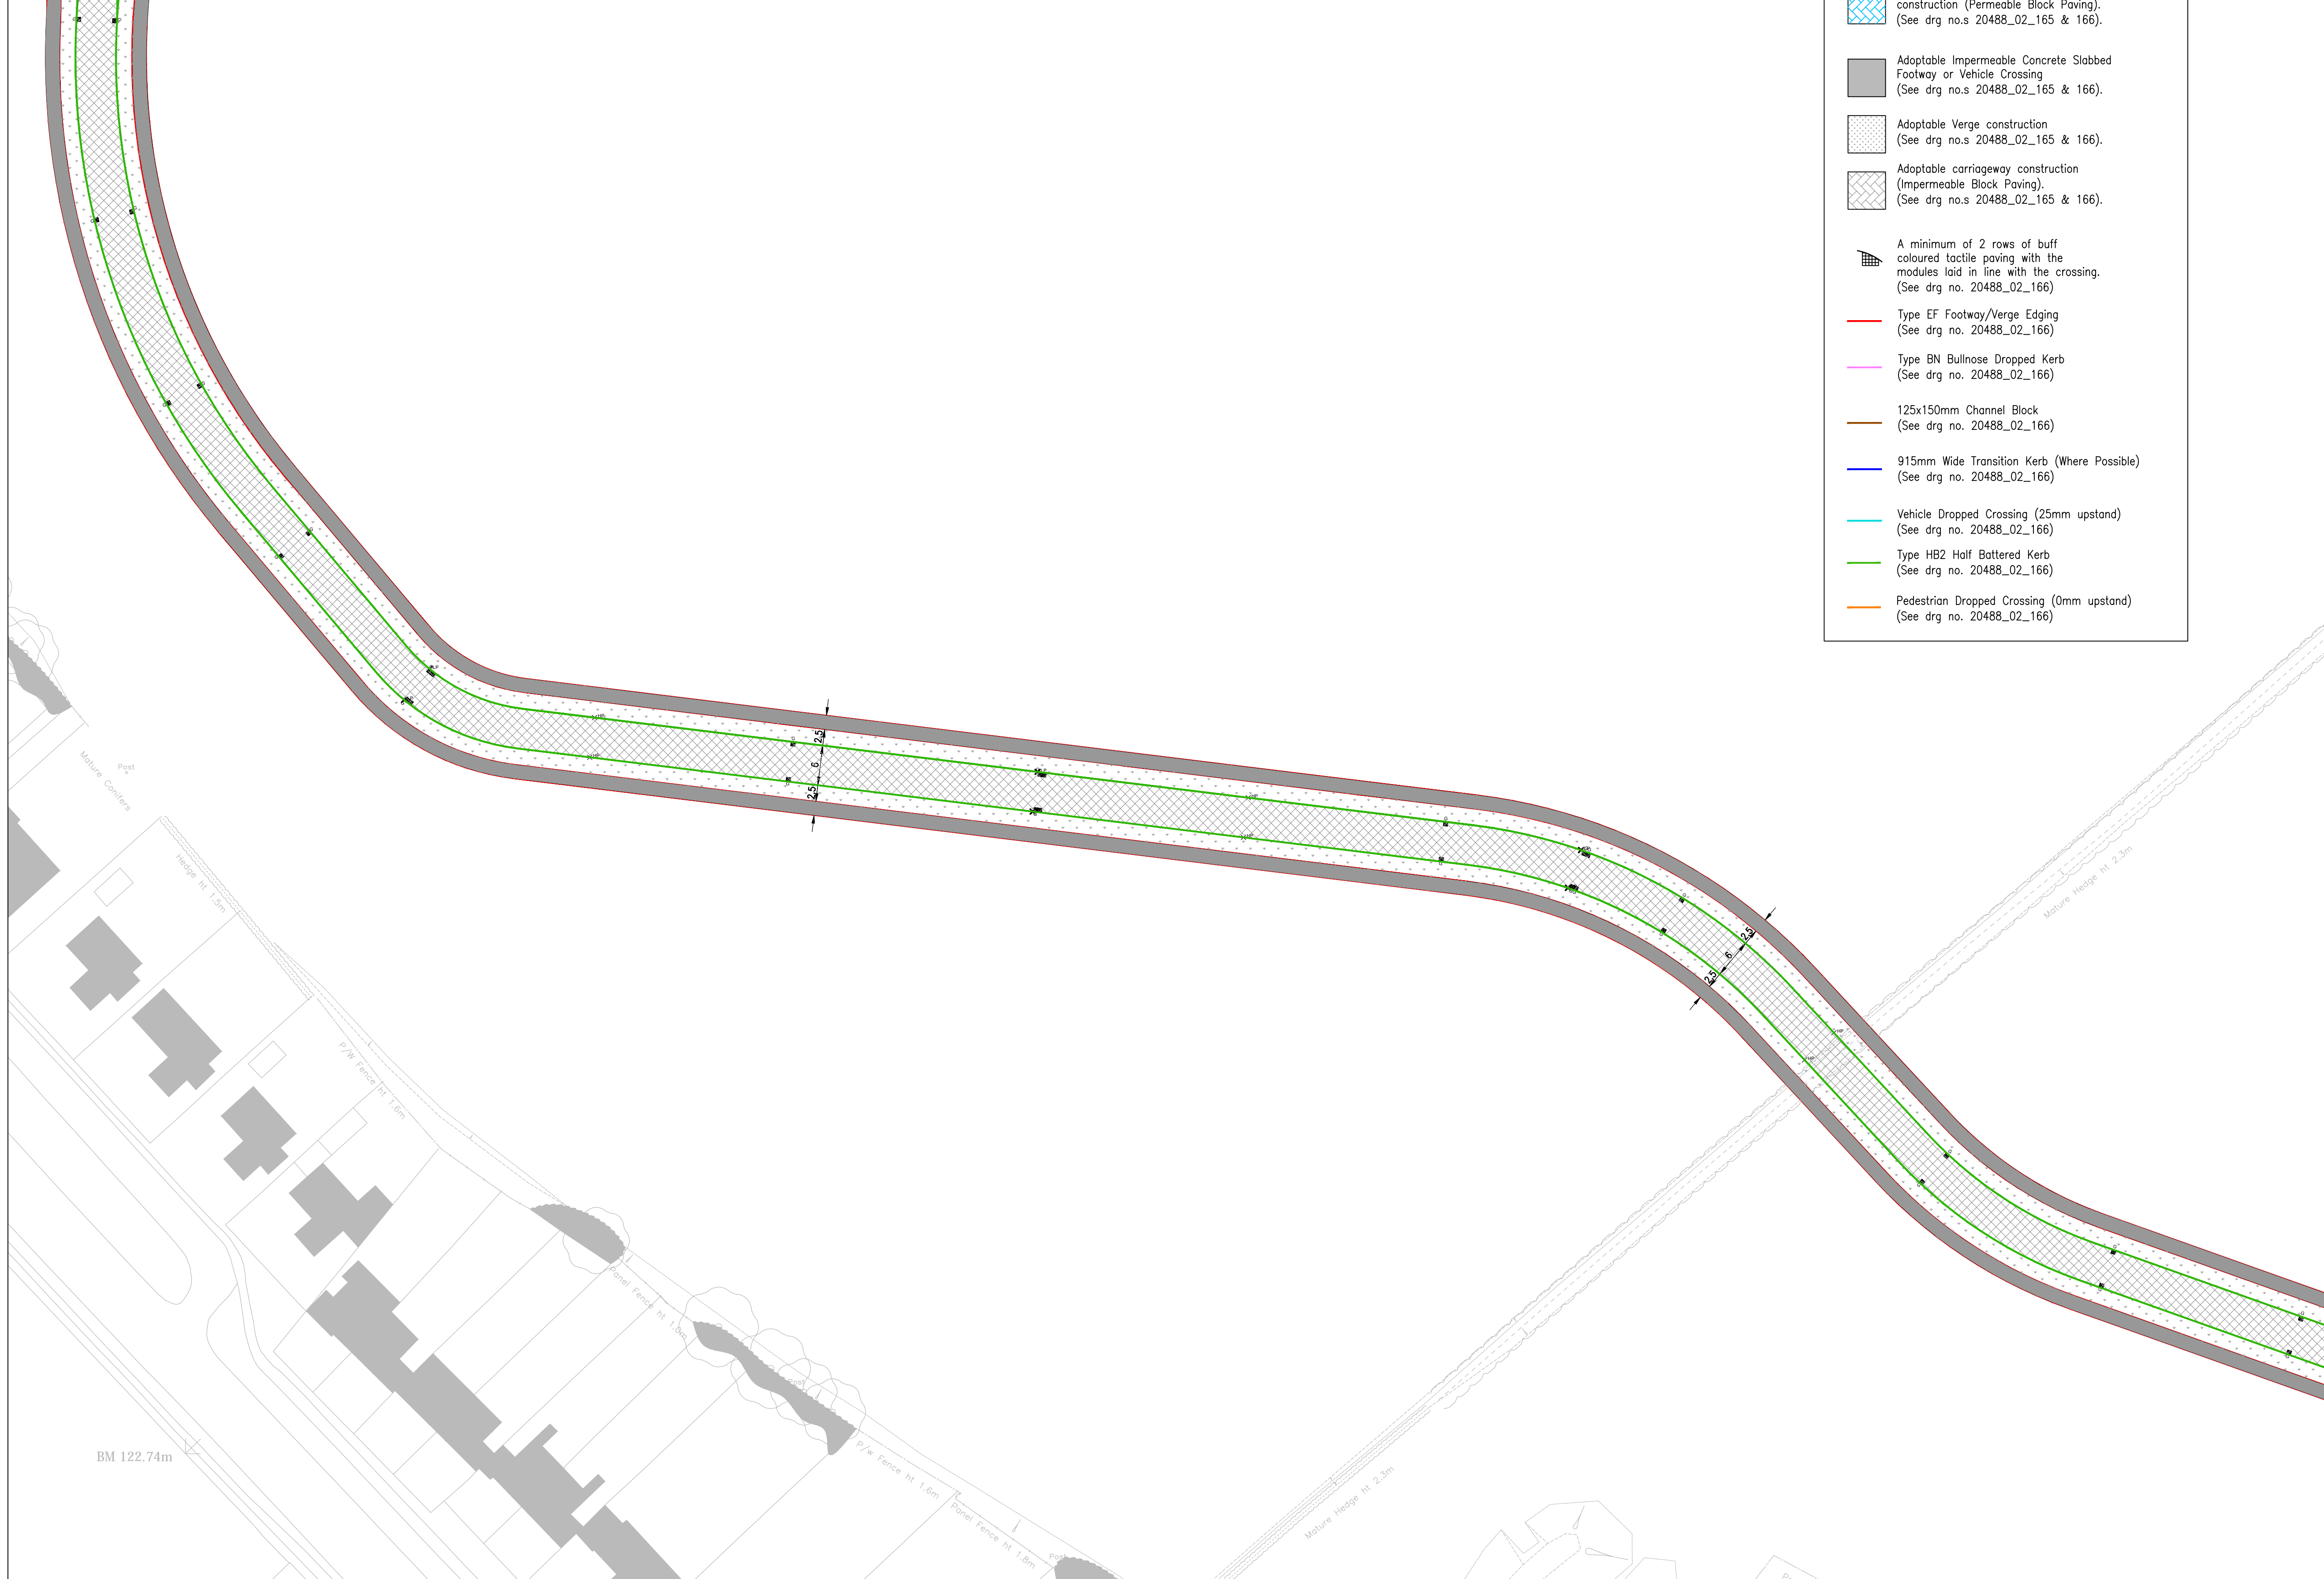 construction (Permeable Block Paving).
(See drg no.s 20488_02_165 & 166).
Adoptable Impermeable Concrete Slabbed
Footway or Vehicle Crossing
(See drg no.s 20488_02_165 & 166).
Adoptable Verge construction
(See drg no.s 20488_02_165 & 166).
Adoptable carriageway construction
(Impermeable Block Paving).
(See drg no.s 20488_02_165 & 166).
A minimum of 2 rows of buff
coloured tactile paving with the
modules laid in line with the crossing.
(See drg no. 20488_02_166)
Type EF Footway/Verge Edging
(See drg no. 20488_02_166)
Type BN Bullnose Dropped Kerb
(See drg no. 20488_02_166)
125x150mm Channel Block
(See drg no. 20488_02_166)
915mm Wide Transition Kerb (Where Possible)
(See drg no. 20488_02_166)
Vehicle Dropped Crossing (25mm upstand)
(See drg no. 20488_02_166)
Type HB2 Half Battered Kerb
(See drg no. 20488_02_166)
Pedestrian Dropped Crossing (0mm upstand)
(See drg no. 20488_02_166)
2.5
6
2.5
2.5
6
2.5
Mature Conifers
Post
Hedge ht 1.5m
P/W Fence ht 1.6m
Panel Fence ht 1.0m
Post
P/w Fence ht 1.6m
Panel Fence ht 1.8m
Post
Mature Hedge ht 2.3m
Mature Hedge ht 2.3m
BM 122.74m